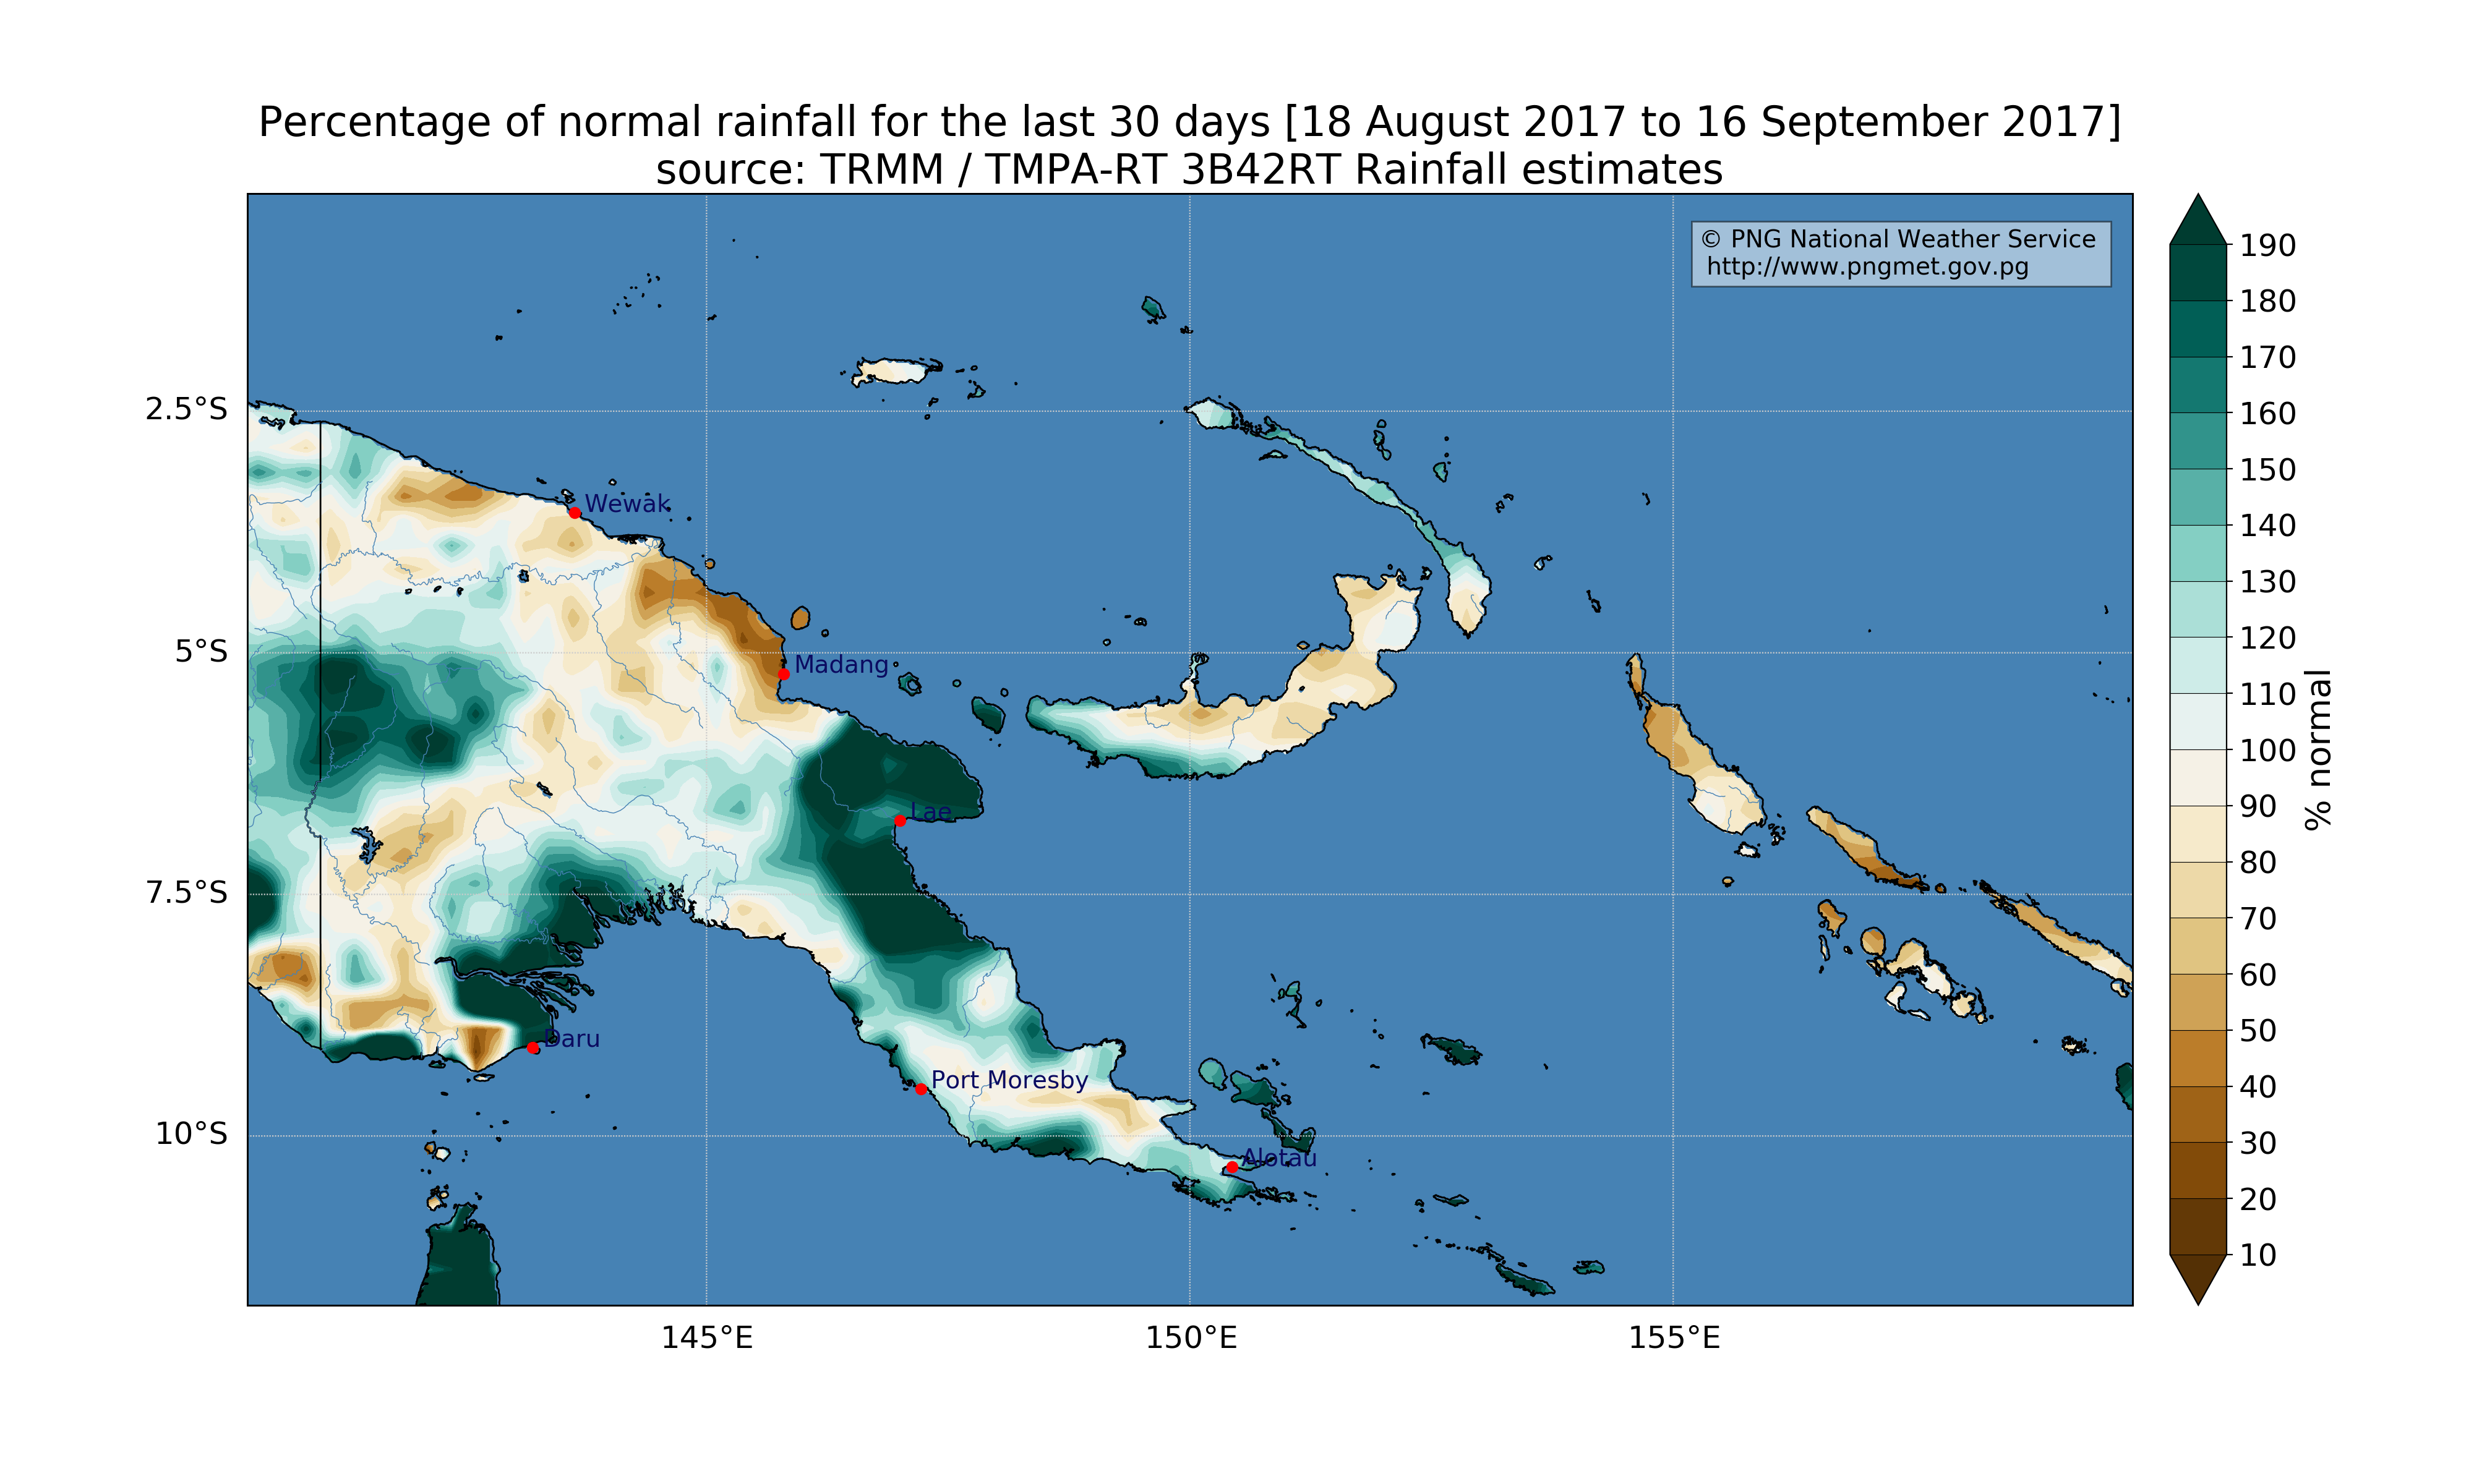 Percentage of normal rainfall for the last 30 days [18 August 2017 to 16 September 2017]
source: TRMM / TMPA-RT 3B42RT Rainfall estimates
© PNG National Weather Service
http://www.pngmet.gov.pg
2.5°S
5°S
7.5°S
10°S
Wewak
Madang
Lae
Daru
Port Moresby
Alotau
145°E
150°E
155°E
190
180
170
160
150
140
130
120
110
100
90
80
70
60
50
40
30
20
10
% normal